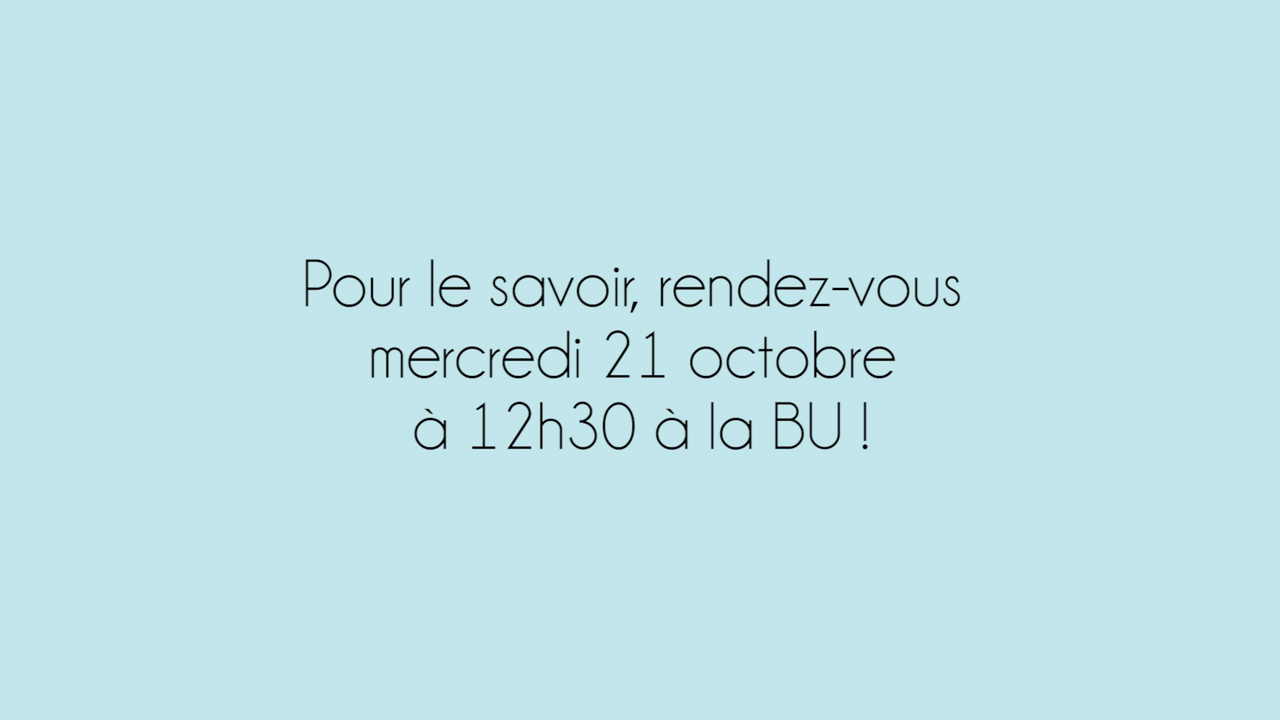 Pour le savoir, rendez-vous
mercredi 21 octobre
à 12h30 à la BU !